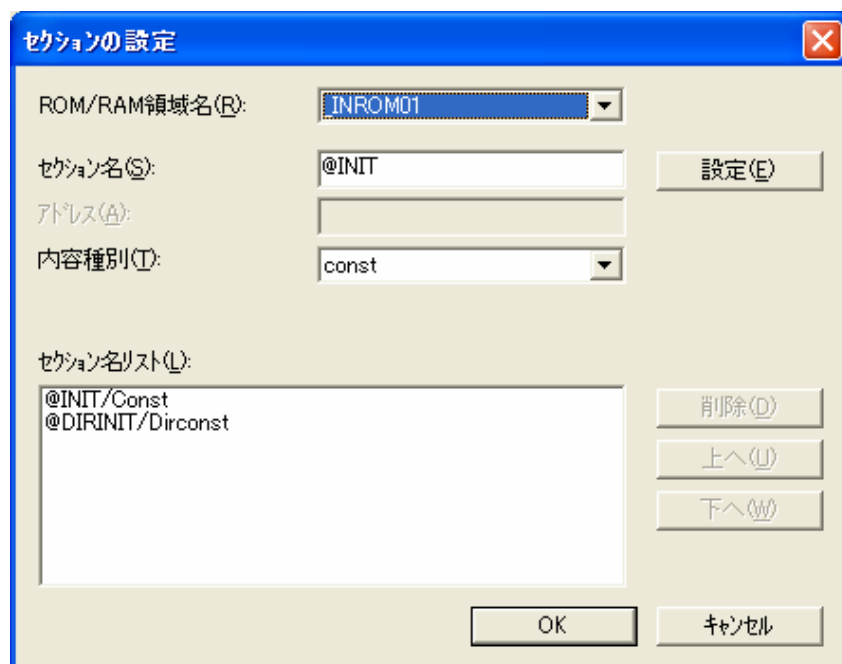 セクションの設定
ROM/RAM領域名(R):
_INROM01
セクション名(S):
@INIT
設定(E)
アドレス(A):
内容種別(T):
const
セクション名リスト(L):
@INIT/Const
@DIRINIT/Dirconst
削除(D)
上へ(U)
下へ(W)
OK
キャンセル